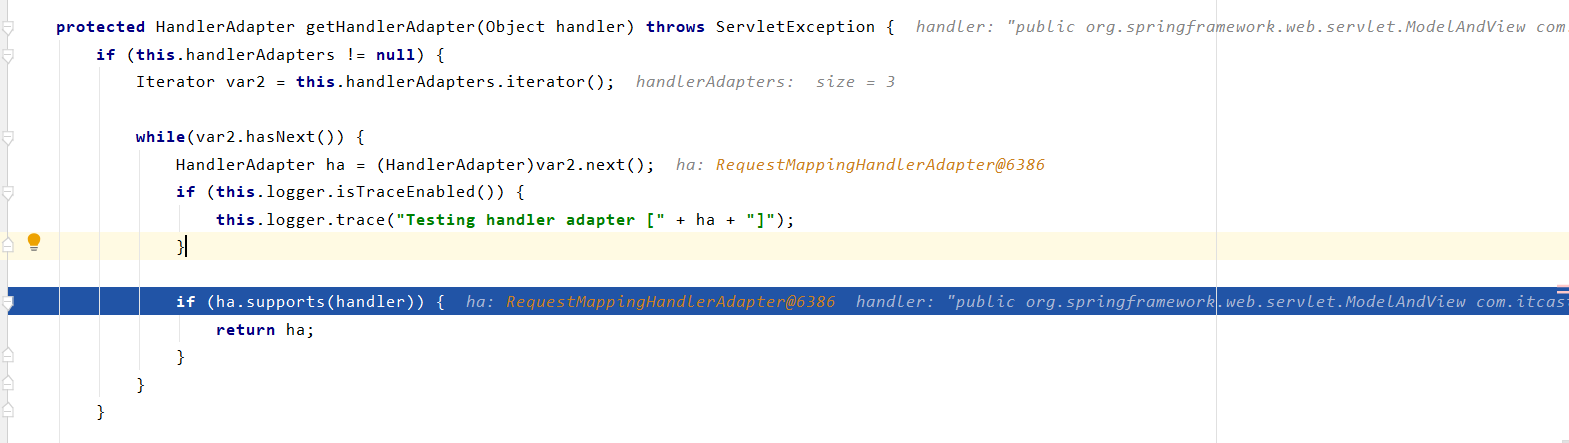 protected HandlerAdapter getHandlerAdapter(Object handler) throws ServletException {  handler: "public org.springframework.web.servlet.ModelAndView com.
if (this.handlerAdapters != null) {
Iterator var2 = this.handlerAdapters.iterator();  handlerAdapters:  size = 3
while(var2.hasNext()) {
HandlerAdapter ha = (HandlerAdapter)var2.next();  ha: RequestMappingHandlerAdapter@6386
if (this.logger.isTraceEnabled()) {
this.logger.trace("Testing handler adapter [" + ha + "]");
}
if (ha.supports(handler)) {  ha: RequestMappingHandlerAdapter@6386  handler: "public org.springframework.web.servlet.ModelAndView com.itcast
return ha;
}
}
}